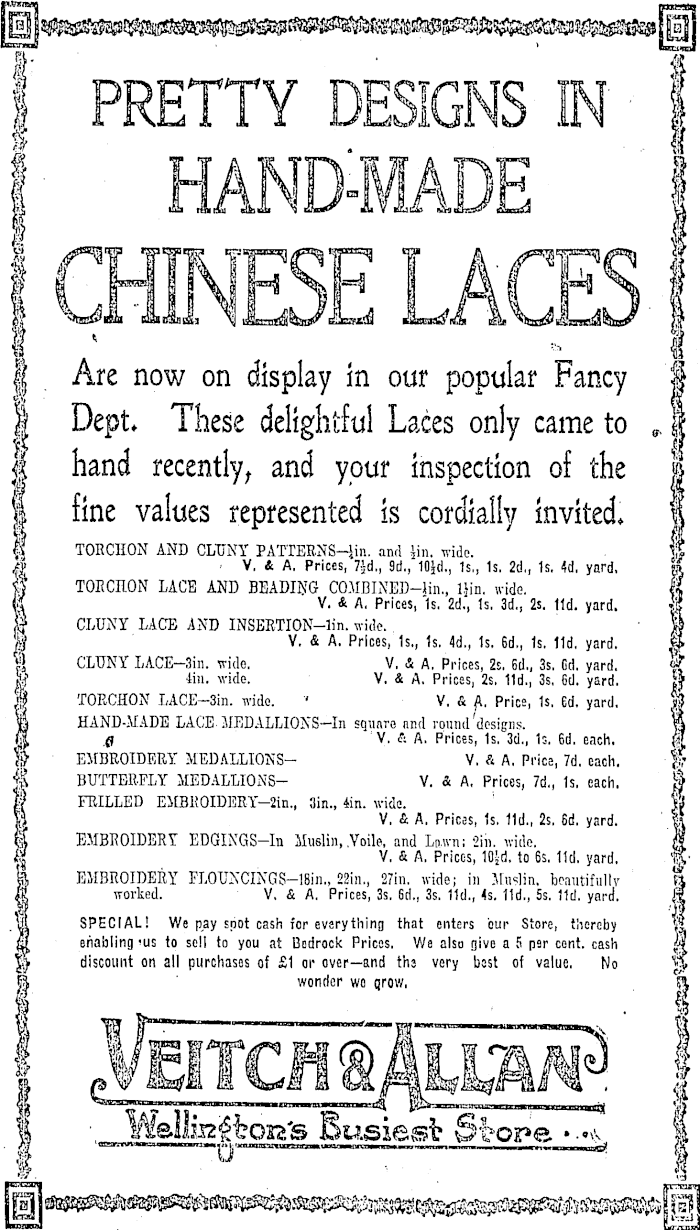 PRETTY DESIGNS IN
HAND-MADE
CHINESE LACES
Are now on display in our popular Fancy
Dept. These delightful Laces only came to
hand recently, and your inspection of the
fine values represented is cordially invited.
TORCHON AND CLUNY PATTERNS—in. and in. wide.
V. & A. Prices, 7½d., 9d., 10½d., 1s., 1s. 2d., 1s. 4d. yard.
TORCHON LACE AND BEADING COMBINED—in., 1½in. wide.
V. & A. Prices, 1s. 2d., 1s. 3d., 2s. 11d. yard.
CLUNY LACE AND INSERTION—1in. wide.
V. & A. Prices, 1s., 1s. 4d., 1s. 6d., 1s. 11d. yard.
CLUNY LACE—3in. wide. V. & A. Prices, 2s. 6d., 3s. 6d. yard.
4in. wide. V. & A. Prices, 2s. 11d., 3s. 6d. yard.
TORCHON LACE—3in. wide. V. & A. Price, 1s. 6d. yard.
HAND-MADE LACE MEDALLIONS—In square and round designs.
V. & A. Prices, 1s. 3d., 1s. 6d. each.
EMBROIDERY MEDALLIONS— V. & A. Price, 7d. each.
BUTTERFLY MEDALLIONS— V. & A. Prices, 7d., 1s. each.
FRILLED EMBROIDERY—2in., 3in., 4in. wide.
V. & A. Prices, 1s. 11d., 2s. 6d. yard.
EMBROIDERY EDGINGS—In Muslin, Voile, and Lawn; 2in. wide.
V. & A. Prices, 10½d. to 6s. 11d. yard.
EMBROIDERY FLOUNCINGS—18in., 22in., 27in. wide; in Muslin, beautifully
worked. V. & A. Prices, 3s. 6d., 3s. 11d., 4s. 11d., 5s. 11d. yard.
SPECIAL! We pay spot cash for everything that enters our Store, thereby
enabling us to sell to you at Bedrock Prices. We also give a 5 per cent. cash
discount on all purchases of £1 or over—and the very best of value. No
wonder we grow.
VEITCH & ALLAN
Wellington's Busiest Store ...